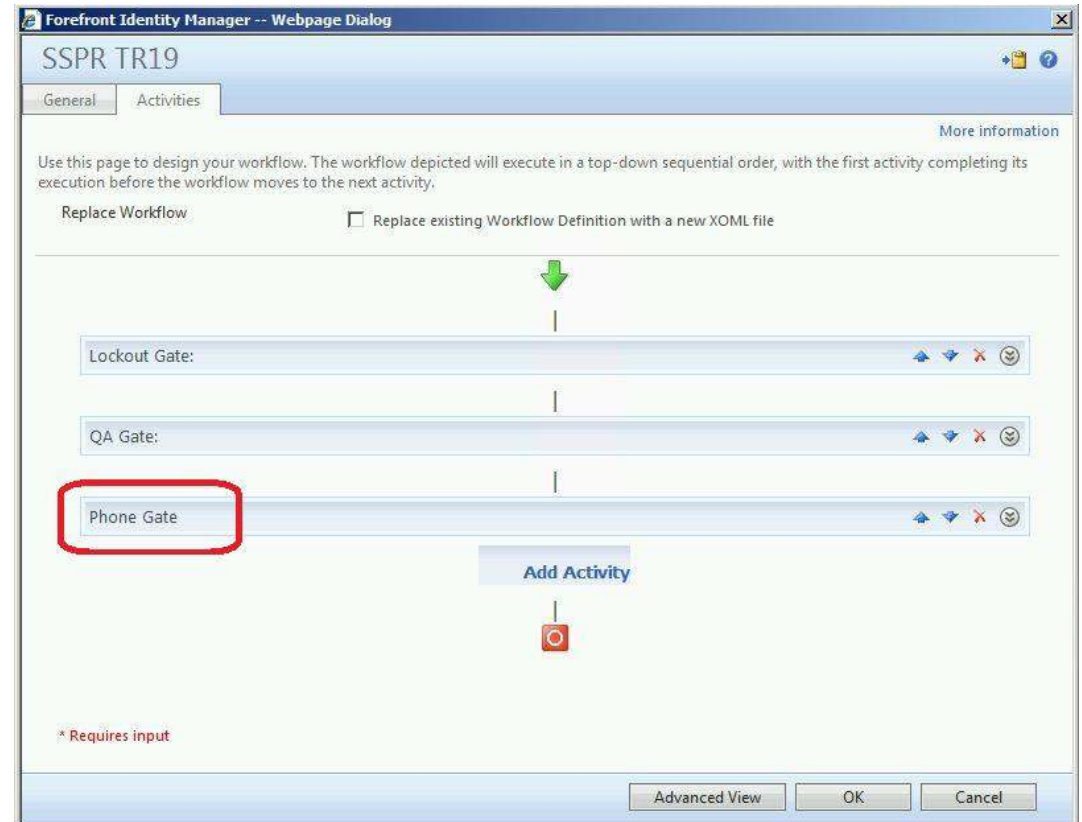 Forefront Identity Manager -- Webpage Dialog
SSPR TR19
General Activities
More information
Use this page to design your workflow. The workflow depicted will execute in a top-down sequential order, with the first activity completing its
execution before the workflow moves to the next activity.
Replace Workflow
Replace existing Workflow Definition with a new XOML file
Lockout Gate:
QA Gate:
Phone Gate
Add Activity
* Requires input
Advanced View OK Cancel